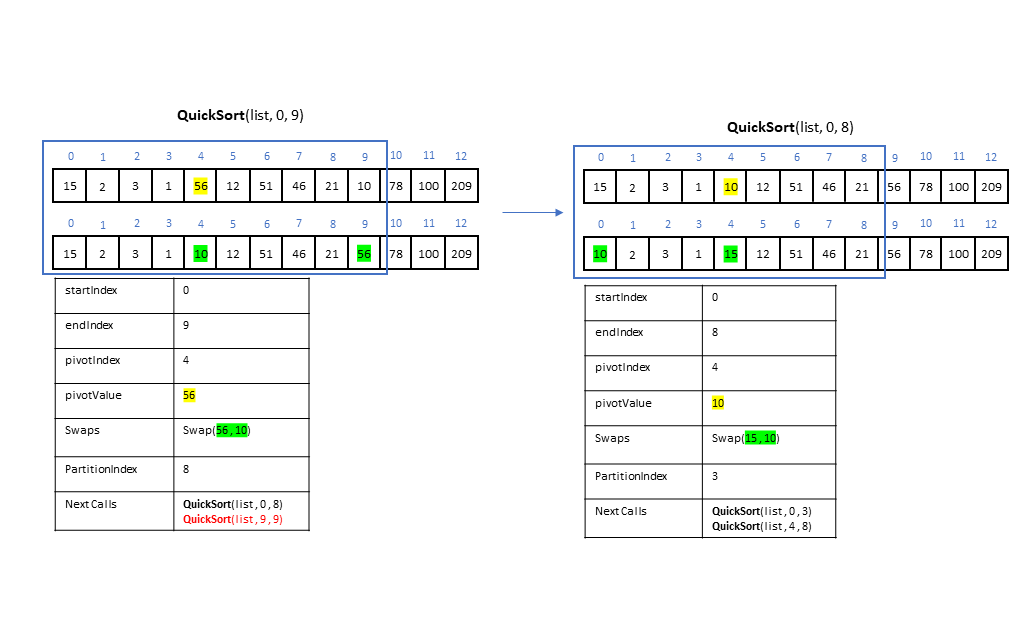 QuickSort(list, 0, 9)
0 1 2 3 4 5 6 7 8 9 10 11 12
15 2 3 1 56 12 51 46 21 10 78 100 209
0 1 2 3 4 5 6 7 8 9 10 11 12
15 2 3 1 10 12 51 46 21 56 78 100 209
startIndex 0
endIndex 9
pivotIndex 4
pivotValue 56
Swaps Swap(56,10)
PartitionIndex 8
Next Calls QuickSort(list, 0, 8)
QuickSort(list, 9, 9)
QuickSort(list, 0, 8)
0 1 2 3 4 5 6 7 8 9 10 11 12
15 2 3 1 10 12 51 46 21 56 78 100 209
0 1 2 3 4 5 6 7 8 9 10 11 12
10 2 3 1 15 12 51 46 21 56 78 100 209
startIndex 0
endIndex 8
pivotIndex 4
pivotValue 10
Swaps Swap(15,10)
PartitionIndex 3
Next Calls QuickSort(list, 0, 3)
QuickSort(list, 4, 8)